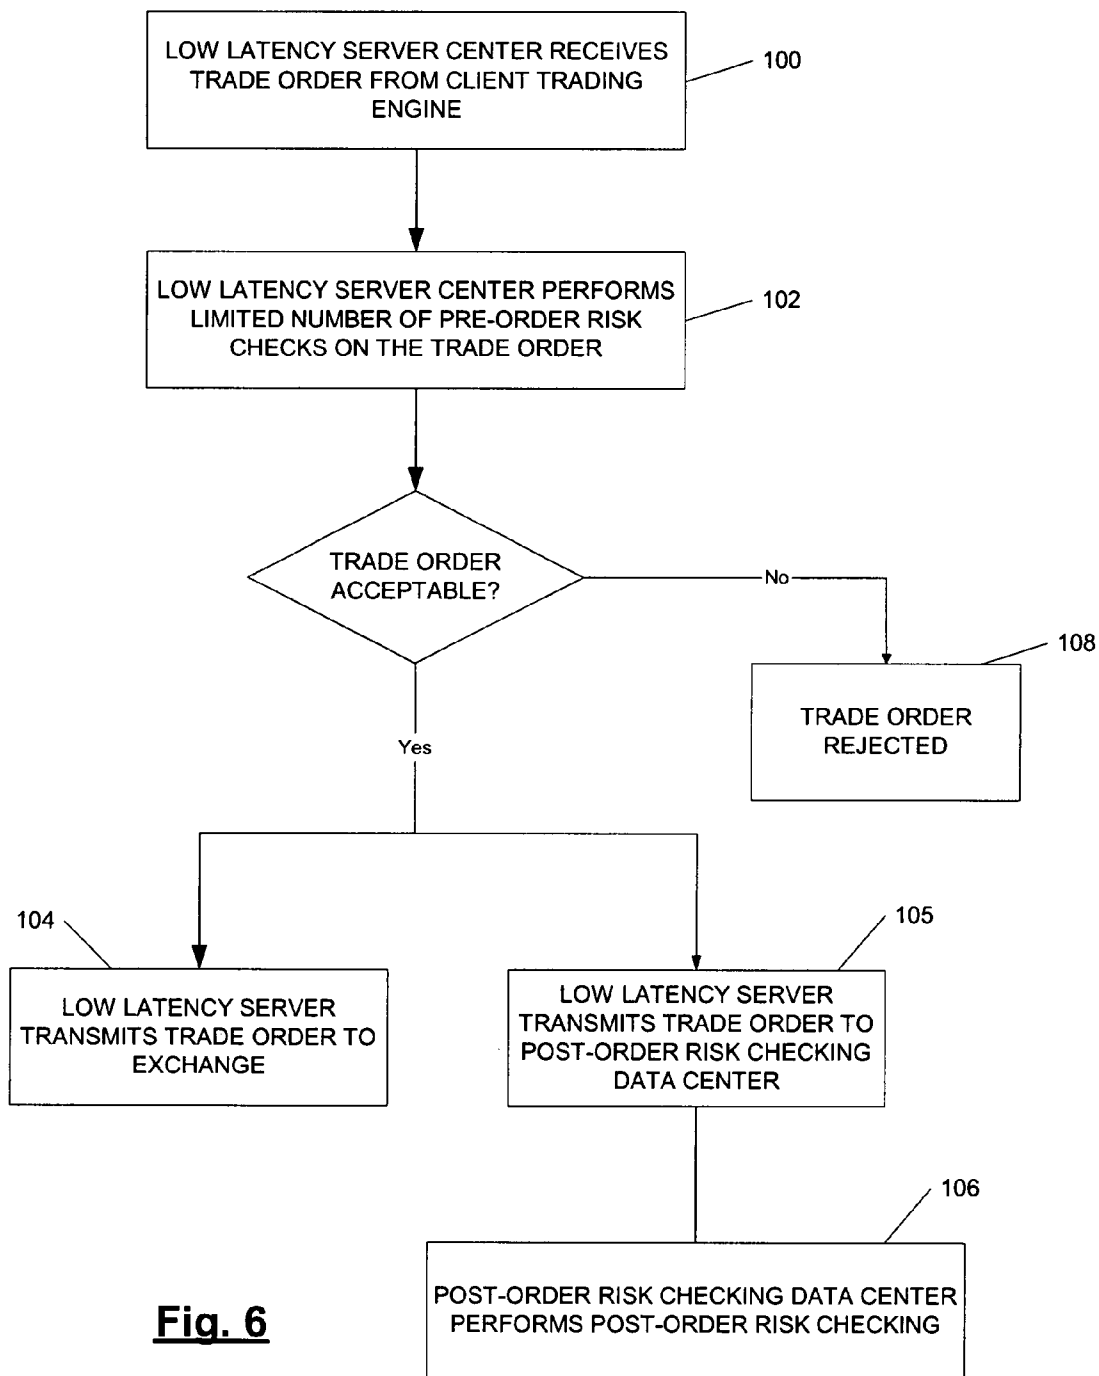 LOW LATENCY SERVER CENTER RECEIVES
TRADE ORDER FROM CLIENT TRADING
ENGINE
100
LOW LATENCY SERVER CENTER PERFORMS
LIMITED NUMBER OF PRE-ORDER RISK
CHECKS ON THE TRADE ORDER
102
TRADE ORDER
ACCEPTABLE?
No
108
TRADE ORDER
REJECTED
Yes
104
LOW LATENCY SERVER
TRANSMITS TRADE ORDER TO
EXCHANGE
105
LOW LATENCY SERVER
TRANSMITS TRADE ORDER TO
POST-ORDER RISK CHECKING
DATA CENTER
106
POST-ORDER RISK CHECKING DATA CENTER
PERFORMS POST-ORDER RISK CHECKING
Fig. 6